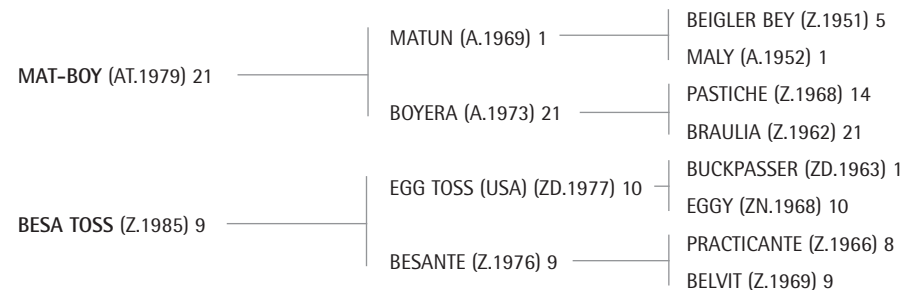 BEIGLER BEY (Z.1951) 5
MATUN (A.1969) 1
MALY (A.1952) 1
MAT-BOY (AT.1979) 21
PASTICHE (Z.1968) 14
BOYERA (A.1973) 21
BRAULIA (Z.1962) 21
BUCKPASSER (ZD.1963) 1
EGG TOSS (USA) (ZD.1977) 10
EGGY (ZN.1968) 10
BESA TOSS (Z.1985) 9
PRACTICANTE (Z.1966) 8
BESANTE (Z.1976) 9
BELVIT (Z.1969) 9